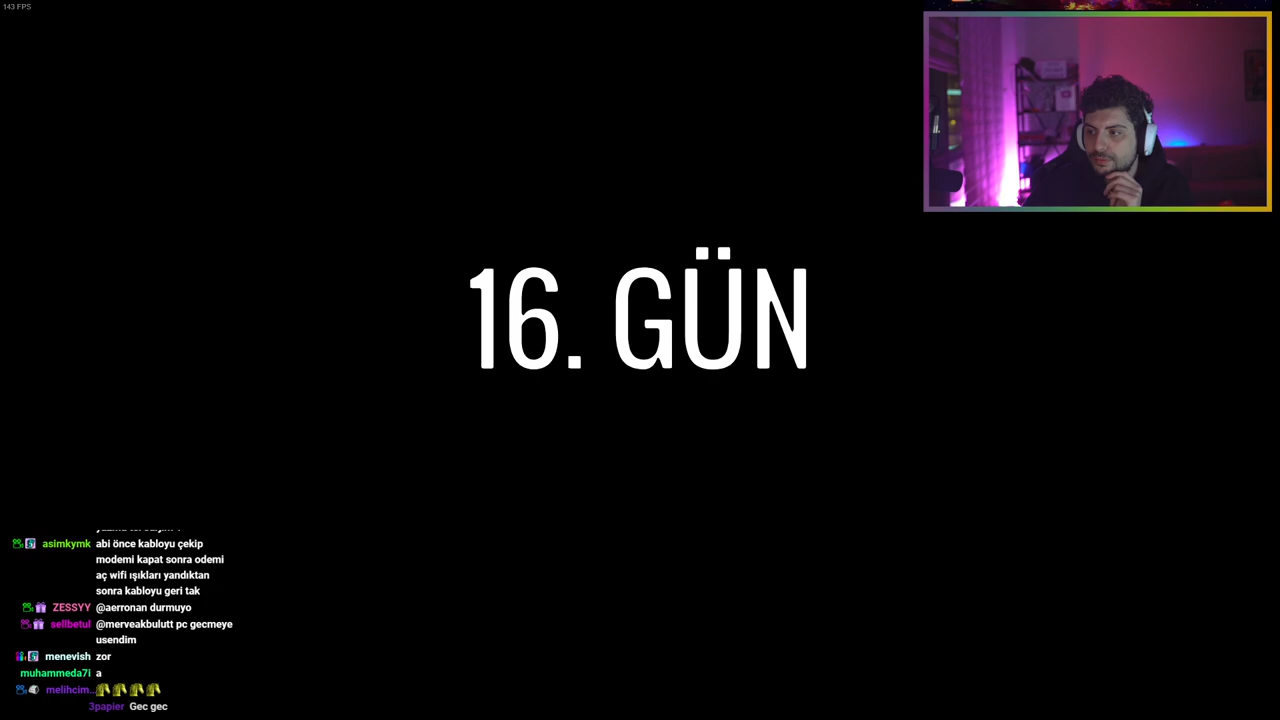 143 FPS
16. GÜN
asimkymk abi önce kabloyu çekip
modemi kapat sonra odemi
aç wifi ışıkları yandıktan
sonra kabloyu geri tak
ZESSYY @aerronan durmuyo
sellbetul @merveakbulutt pc gecmeye
usendim
menevish zor
muhammeda7i a
melihcim...
3papier Gec gec